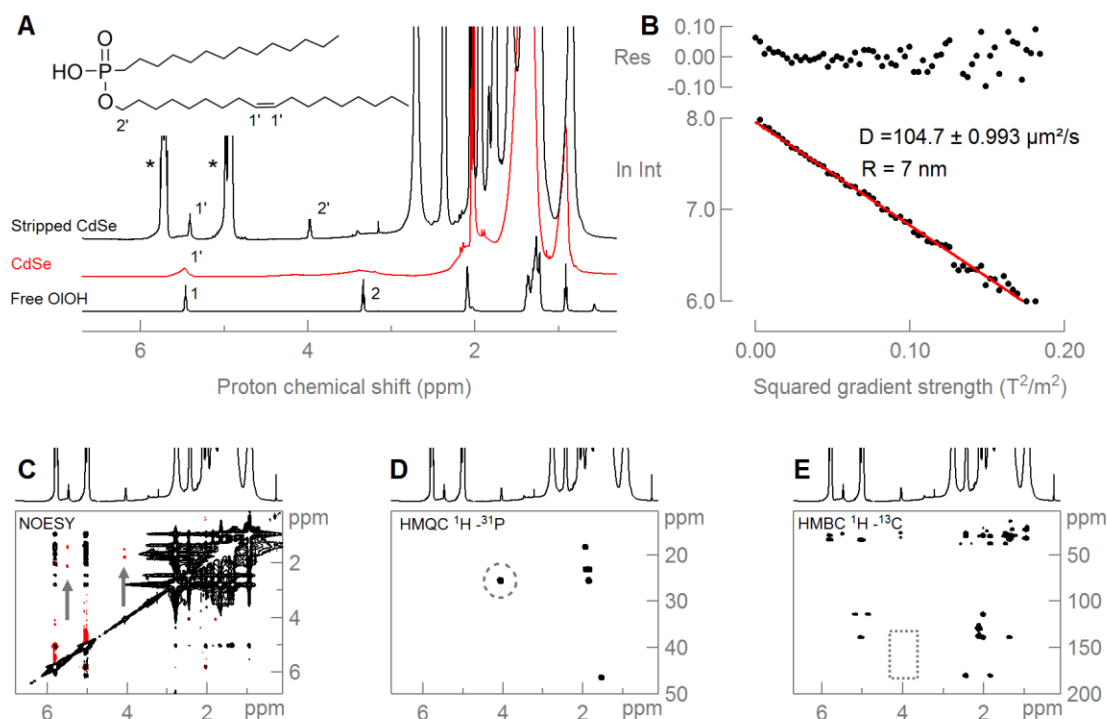 A
O
HO
P
O
2'
1'
1'
*
*
1'
2'
Stripped CdSe
1'
CdSe
Free OlOH
1
2
6
4
2
Proton chemical shift (ppm)
B
Res
0.10
0.00
-0.10
8.0
D =104.7 ± 0.993 µm²/s
ln Int
R = 7 nm
7.0
6.0
0.00
0.10
0.20
Squared gradient strength (T²/m²)
C
NOESY
ppm
2
4
6
6
4
2
ppm
D
HMQC ¹H -³¹P
ppm
20
30
40
50
6
4
2
ppm
E
HMBC ¹H -¹³C
ppm
50
100
150
200
6
4
2
ppm